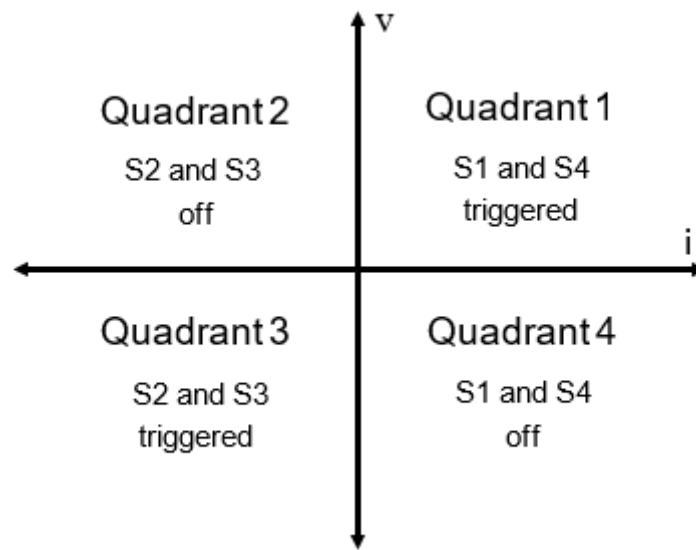 v
Quadrant 2
S2 and S3
off
Quadrant 1
S1 and S4
triggered
i
Quadrant 3
S2 and S3
triggered
Quadrant 4
S1 and S4
off